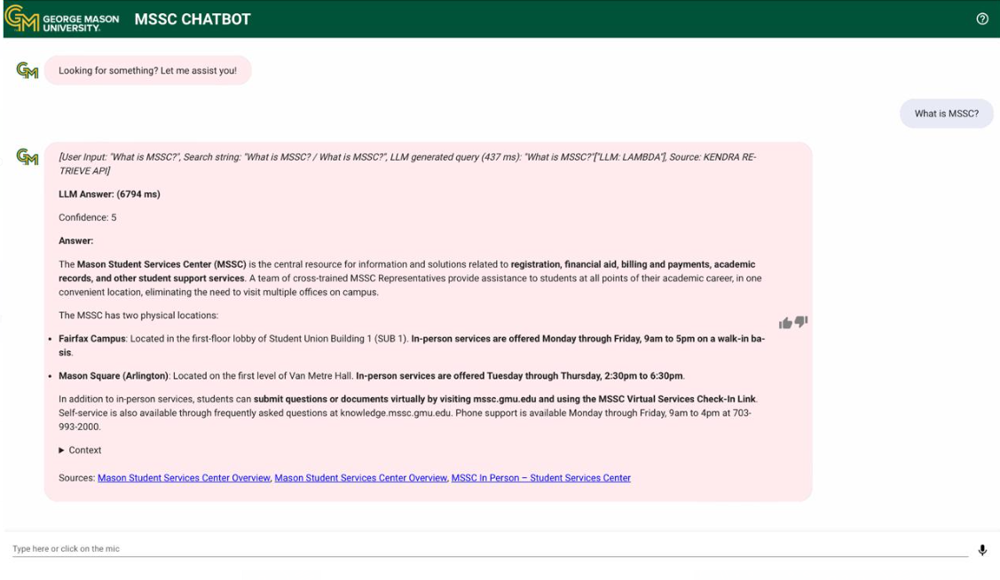 GEORGE MASON
UNIVERSITY.
MSSC CHATBOT
Looking for something? Let me assist you!
What is MSSC?
[User Input: "What is MSSC?", Search string: "What is MSSC? / What is MSSC?", LLM generated query (437 ms): "What is MSSC?"["LLM: LAMBDA"], Source: KENDRA RE-
TRIEVE API]
LLM Answer: (6794 ms)
Confidence: 5
Answer:
The Mason Student Services Center (MSSC) is the central resource for information and solutions related to registration, financial aid, billing and payments, academic
records, and other student support services. A team of cross-trained MSSC Representatives provide assistance to students at all points of their academic career, in one
convenient location, eliminating the need to visit multiple offices on campus.
The MSSC has two physical locations:
• Fairfax Campus: Located in the first-floor lobby of Student Union Building 1 (SUB 1). In-person services are offered Monday through Friday, 9am to 5pm on a walk-in ba-
sis.
• Mason Square (Arlington): Located on the first level of Van Metre Hall. In-person services are offered Tuesday through Thursday, 2:30pm to 6:30pm.
In addition to in-person services, students can submit questions or documents virtually by visiting mssc.gmu.edu and using the MSSC Virtual Services Check-In Link.
Self-service is also available through frequently asked questions at knowledge.mssc.gmu.edu. Phone support is available Monday through Friday, 9am to 4pm at 703-
993-2000.
▶ Context
Sources: Mason Student Services Center Overview, Mason Student Services Center Overview, MSSC In Person – Student Services Center
Type here or click on the mic